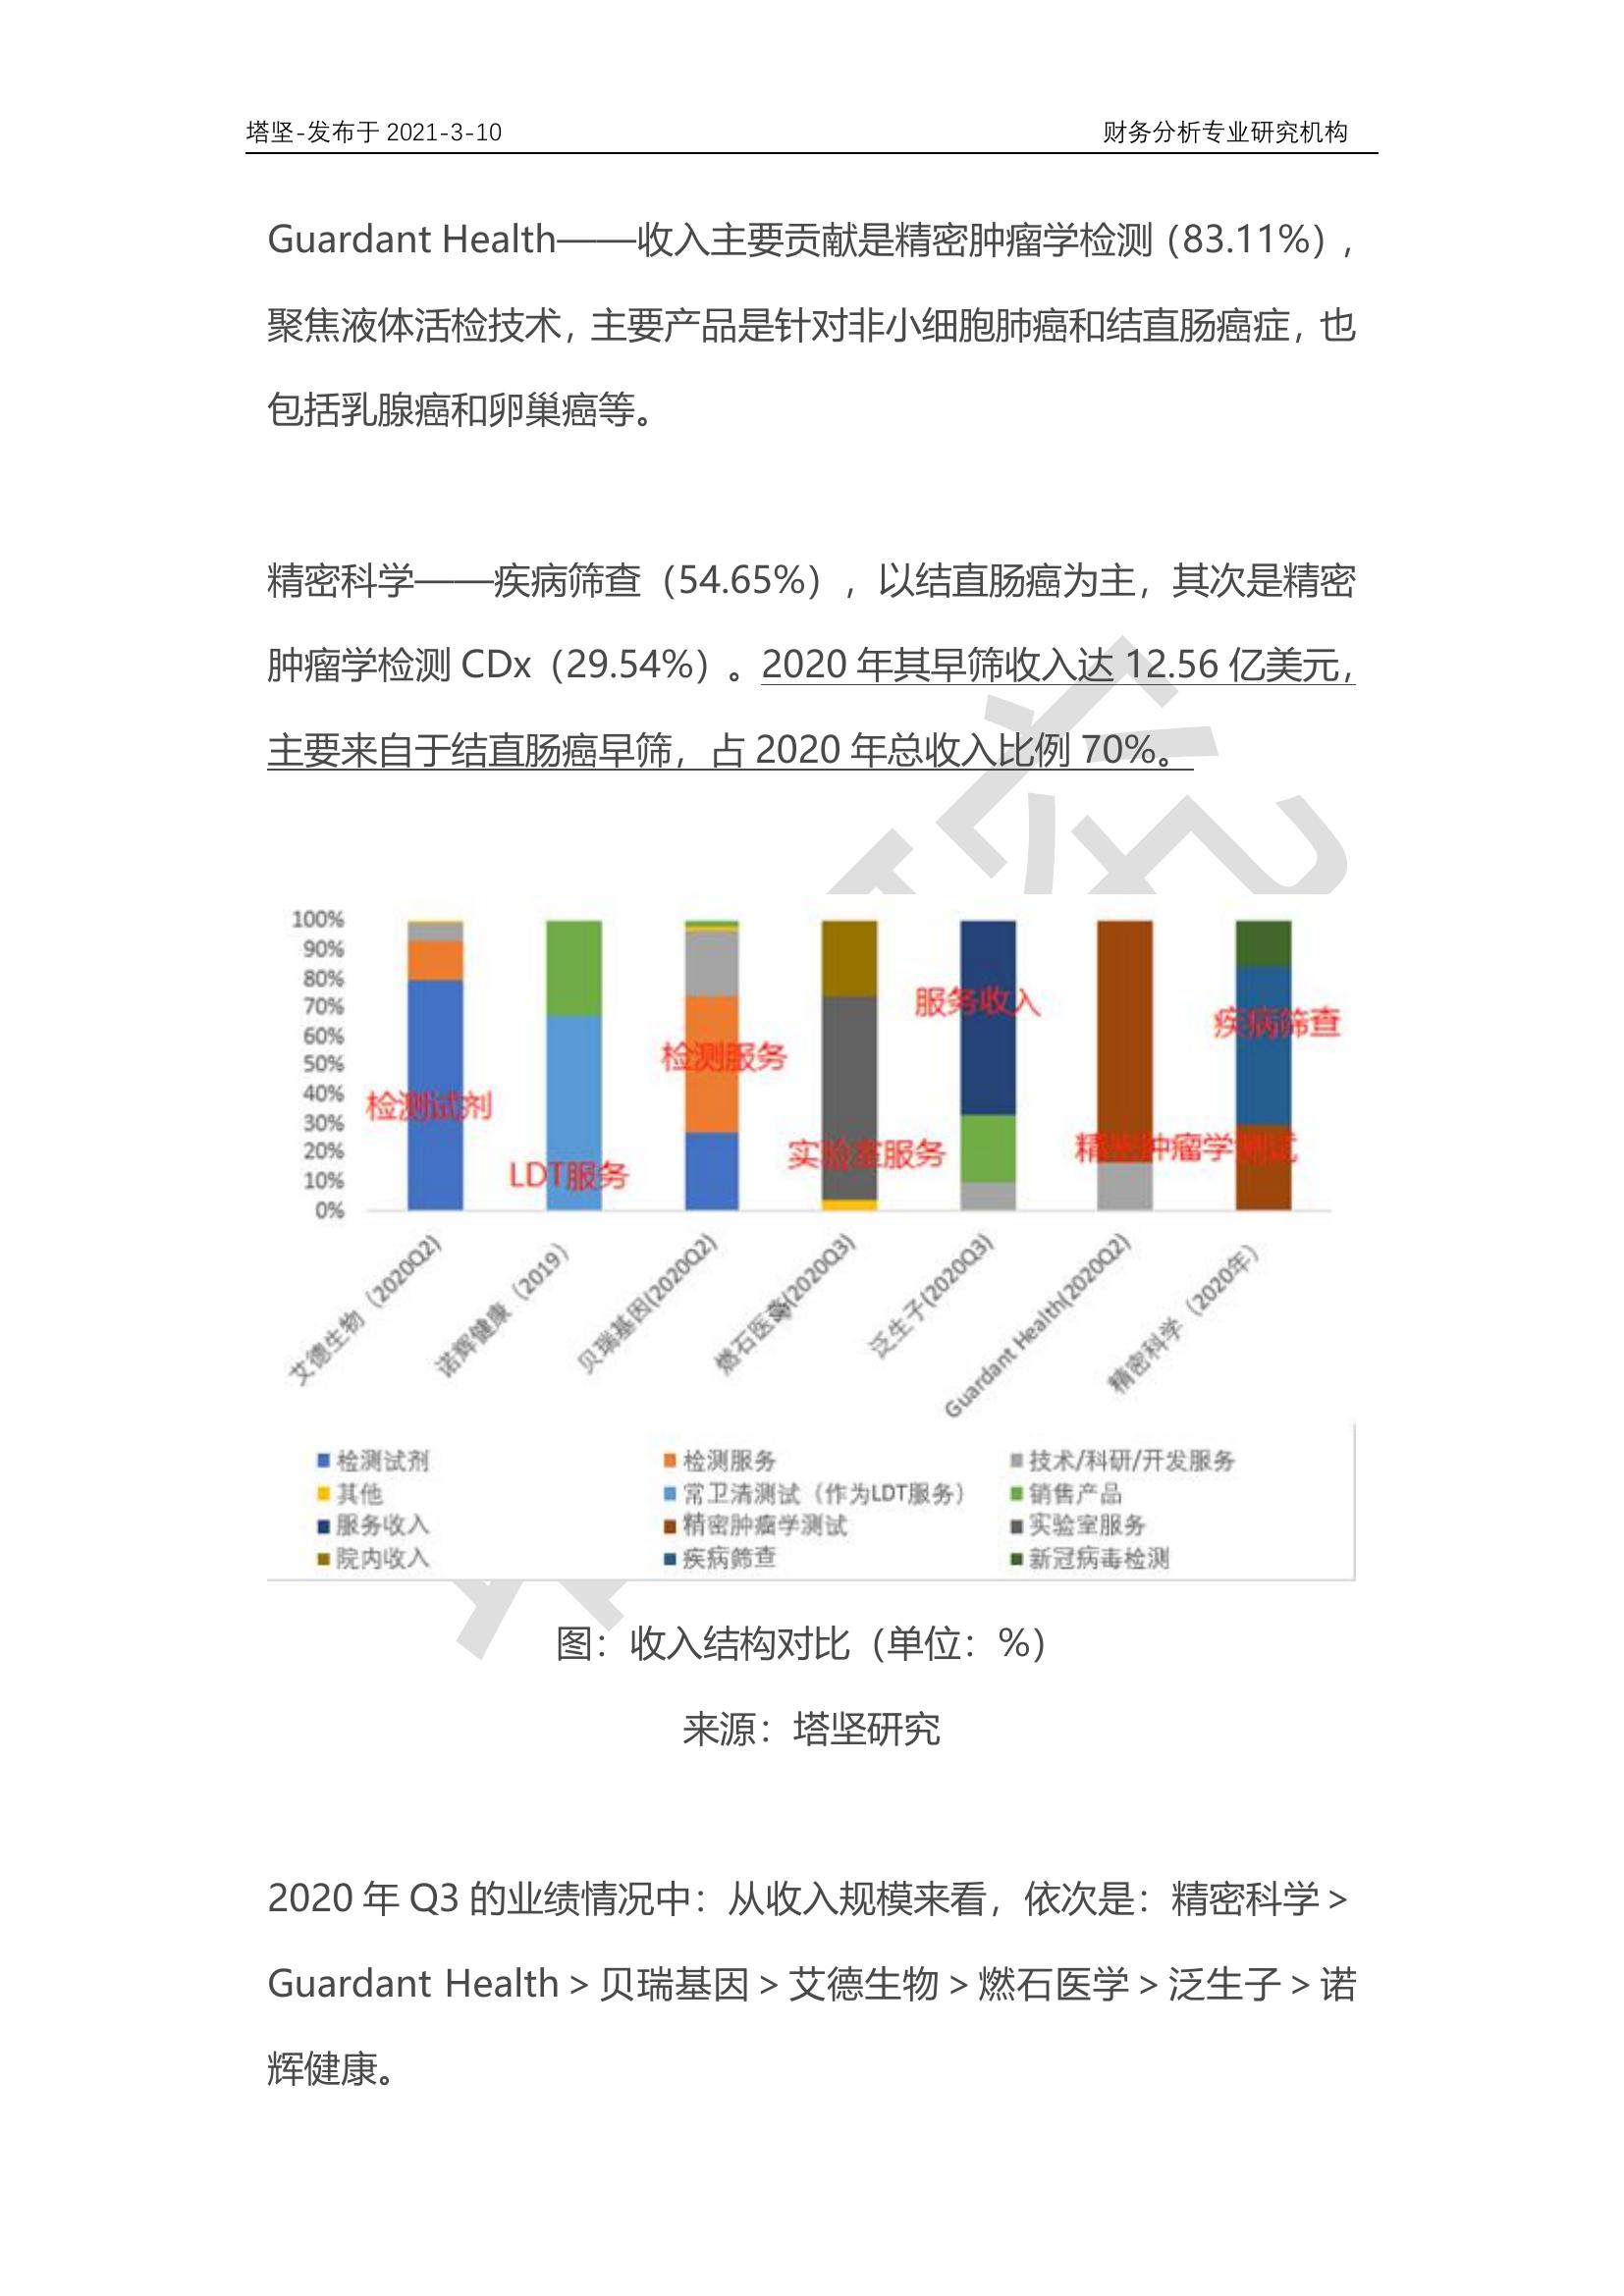 塔坚-发布于 2021-3-10
财务分析专业研究机构
Guardant Health——收入主要贡献是精密肿瘤学检测（83.11%），
聚焦液体活检技术，主要产品是针对非小细胞肺癌和结直肠癌症，也
包括乳腺癌和卵巢癌等。
精密科学——疾病筛查（54.65%），以结直肠癌为主，其次是精密
肿瘤学检测 CDx（29.54%）。2020 年其早筛收入达 12.56 亿美元，
主要来自于结直肠癌早筛，占 2020 年总收入比例 70%。
100%
90%
80%
70%
60%
50%
40%
30%
20%
10%
0%
检测试剂
LDT服务
检测服务
实验室服务
服务收入
精密肿瘤学测试
疾病筛查
艾德生物（2020Q2）
诺辉健康（2019）
贝瑞基因(2020Q2)
燃石医学(2020Q3)
泛生子(2020Q3)
Guardant Health(2020Q2)
精密科学（2020年）
检测试剂
检测服务
技术/科研/开发服务
其他
常卫清测试（作为LDT服务）
销售产品
服务收入
精密肿瘤学测试
实验室服务
院内收入
疾病筛查
新冠病毒检测
图：收入结构对比（单位：%）
来源：塔坚研究
2020 年 Q3 的业绩情况中：从收入规模来看，依次是：精密科学＞
Guardant Health＞贝瑞基因＞艾德生物＞燃石医学＞泛生子＞诺
辉健康。